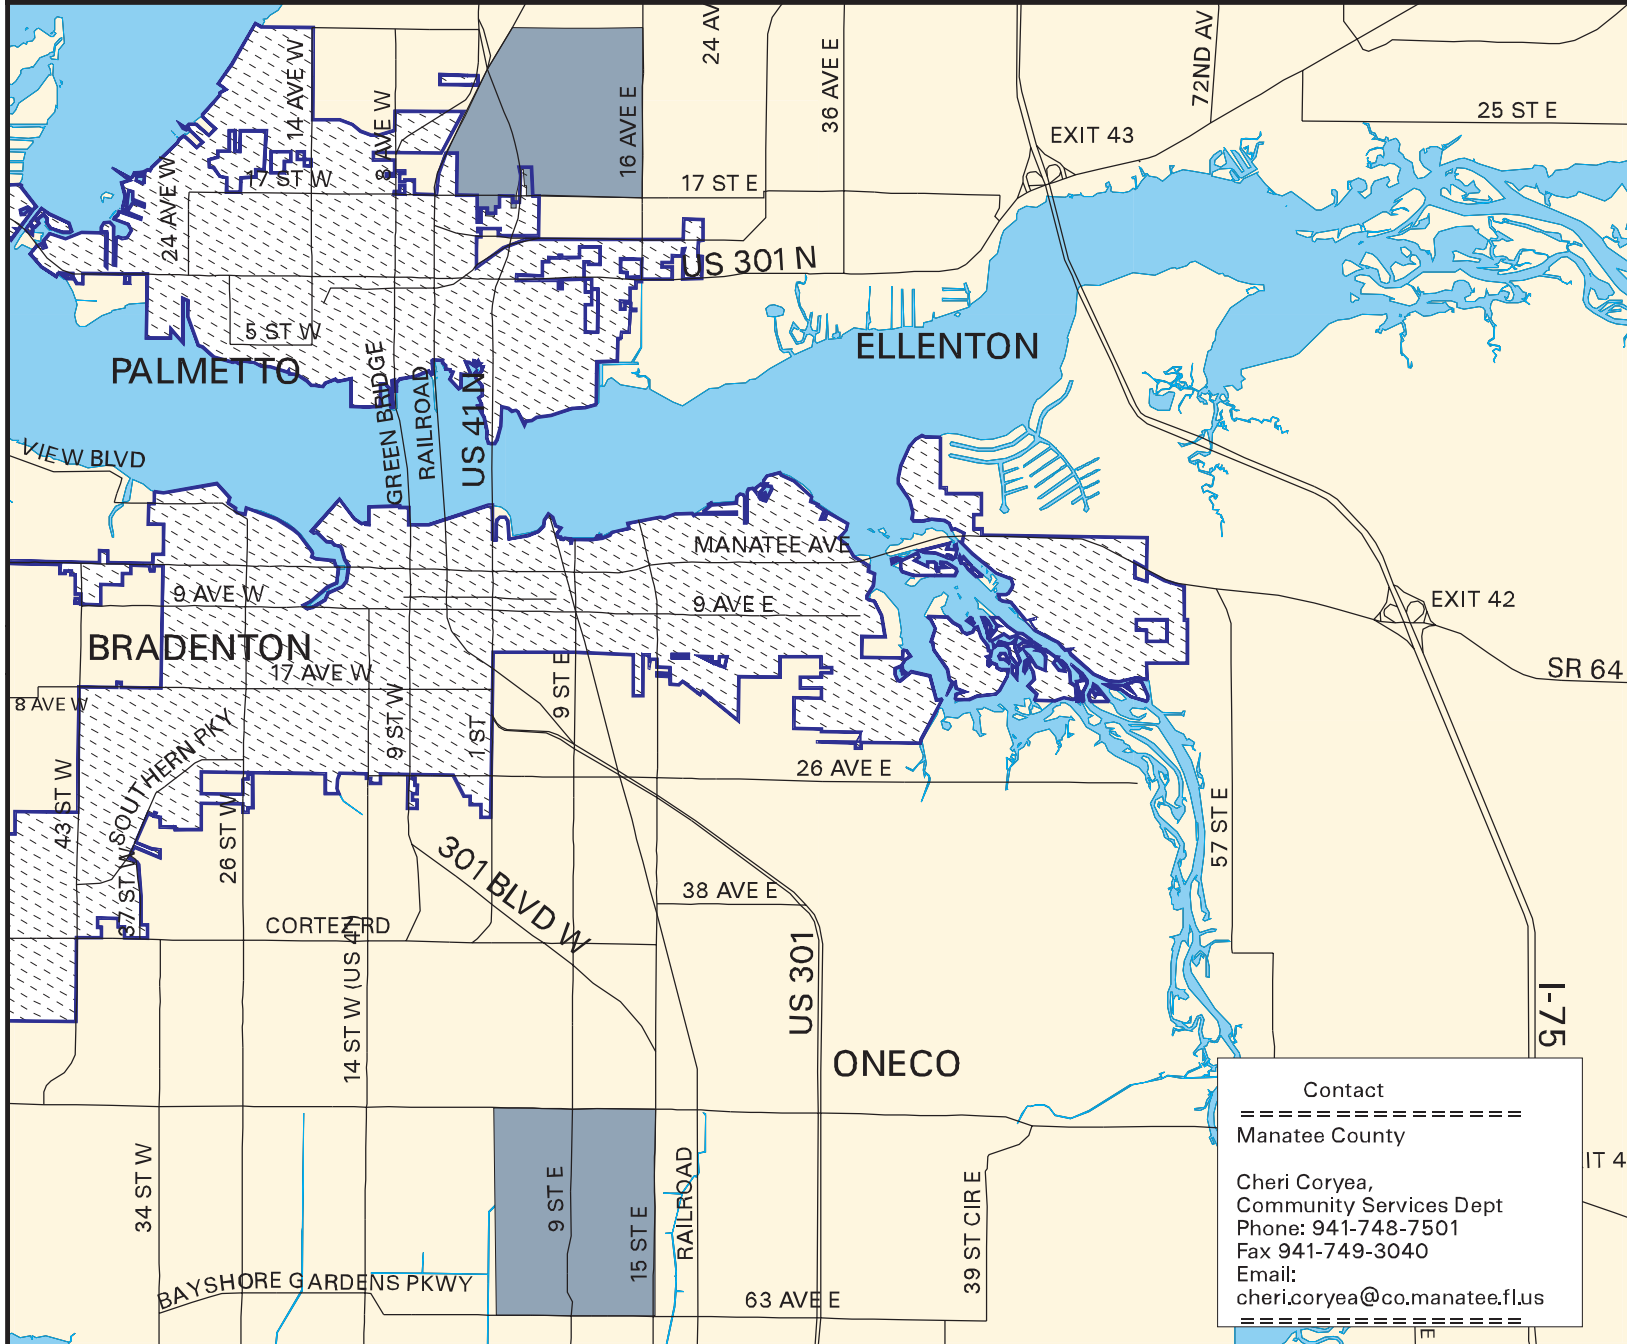 24 AV
14 AVE W
8 AVE W
16 AVE E
36 AVE E
72ND AV
25 ST E
EXIT 43
24 AVE W
17 ST W
17 ST E
US 301 N
5 ST W
PALMETTO
ELLENTON
GREEN BRIDGE
RAILROAD
US 41 N
VIEW BLVD
MANATEE AVE
9 AVE W
9 AVE E
EXIT 42
BRADENTON
17 AVE W
SR 64
8 AVE W
9 ST W
1 ST
9 ST E
SOUTHERN PKY
43 ST W
26 AVE E
26 ST W
57 ST E
37 ST W
301 BLVD W
38 AVE E
CORTEZ RD
14 ST W (US 41)
US 301
I-75
ONECO
34 ST W
9 ST E
15 ST E
RAILROAD
39 ST CIR E
BAYSHORE GARDENS PKWY
63 AVE E
IT 4
Contact
===============
Manatee County
Cheri Coryea,
Community Services Dept
Phone: 941-748-7501
Fax 941-749-3040
Email:
cheri.coryea@co.manatee.fl.us
===============
E